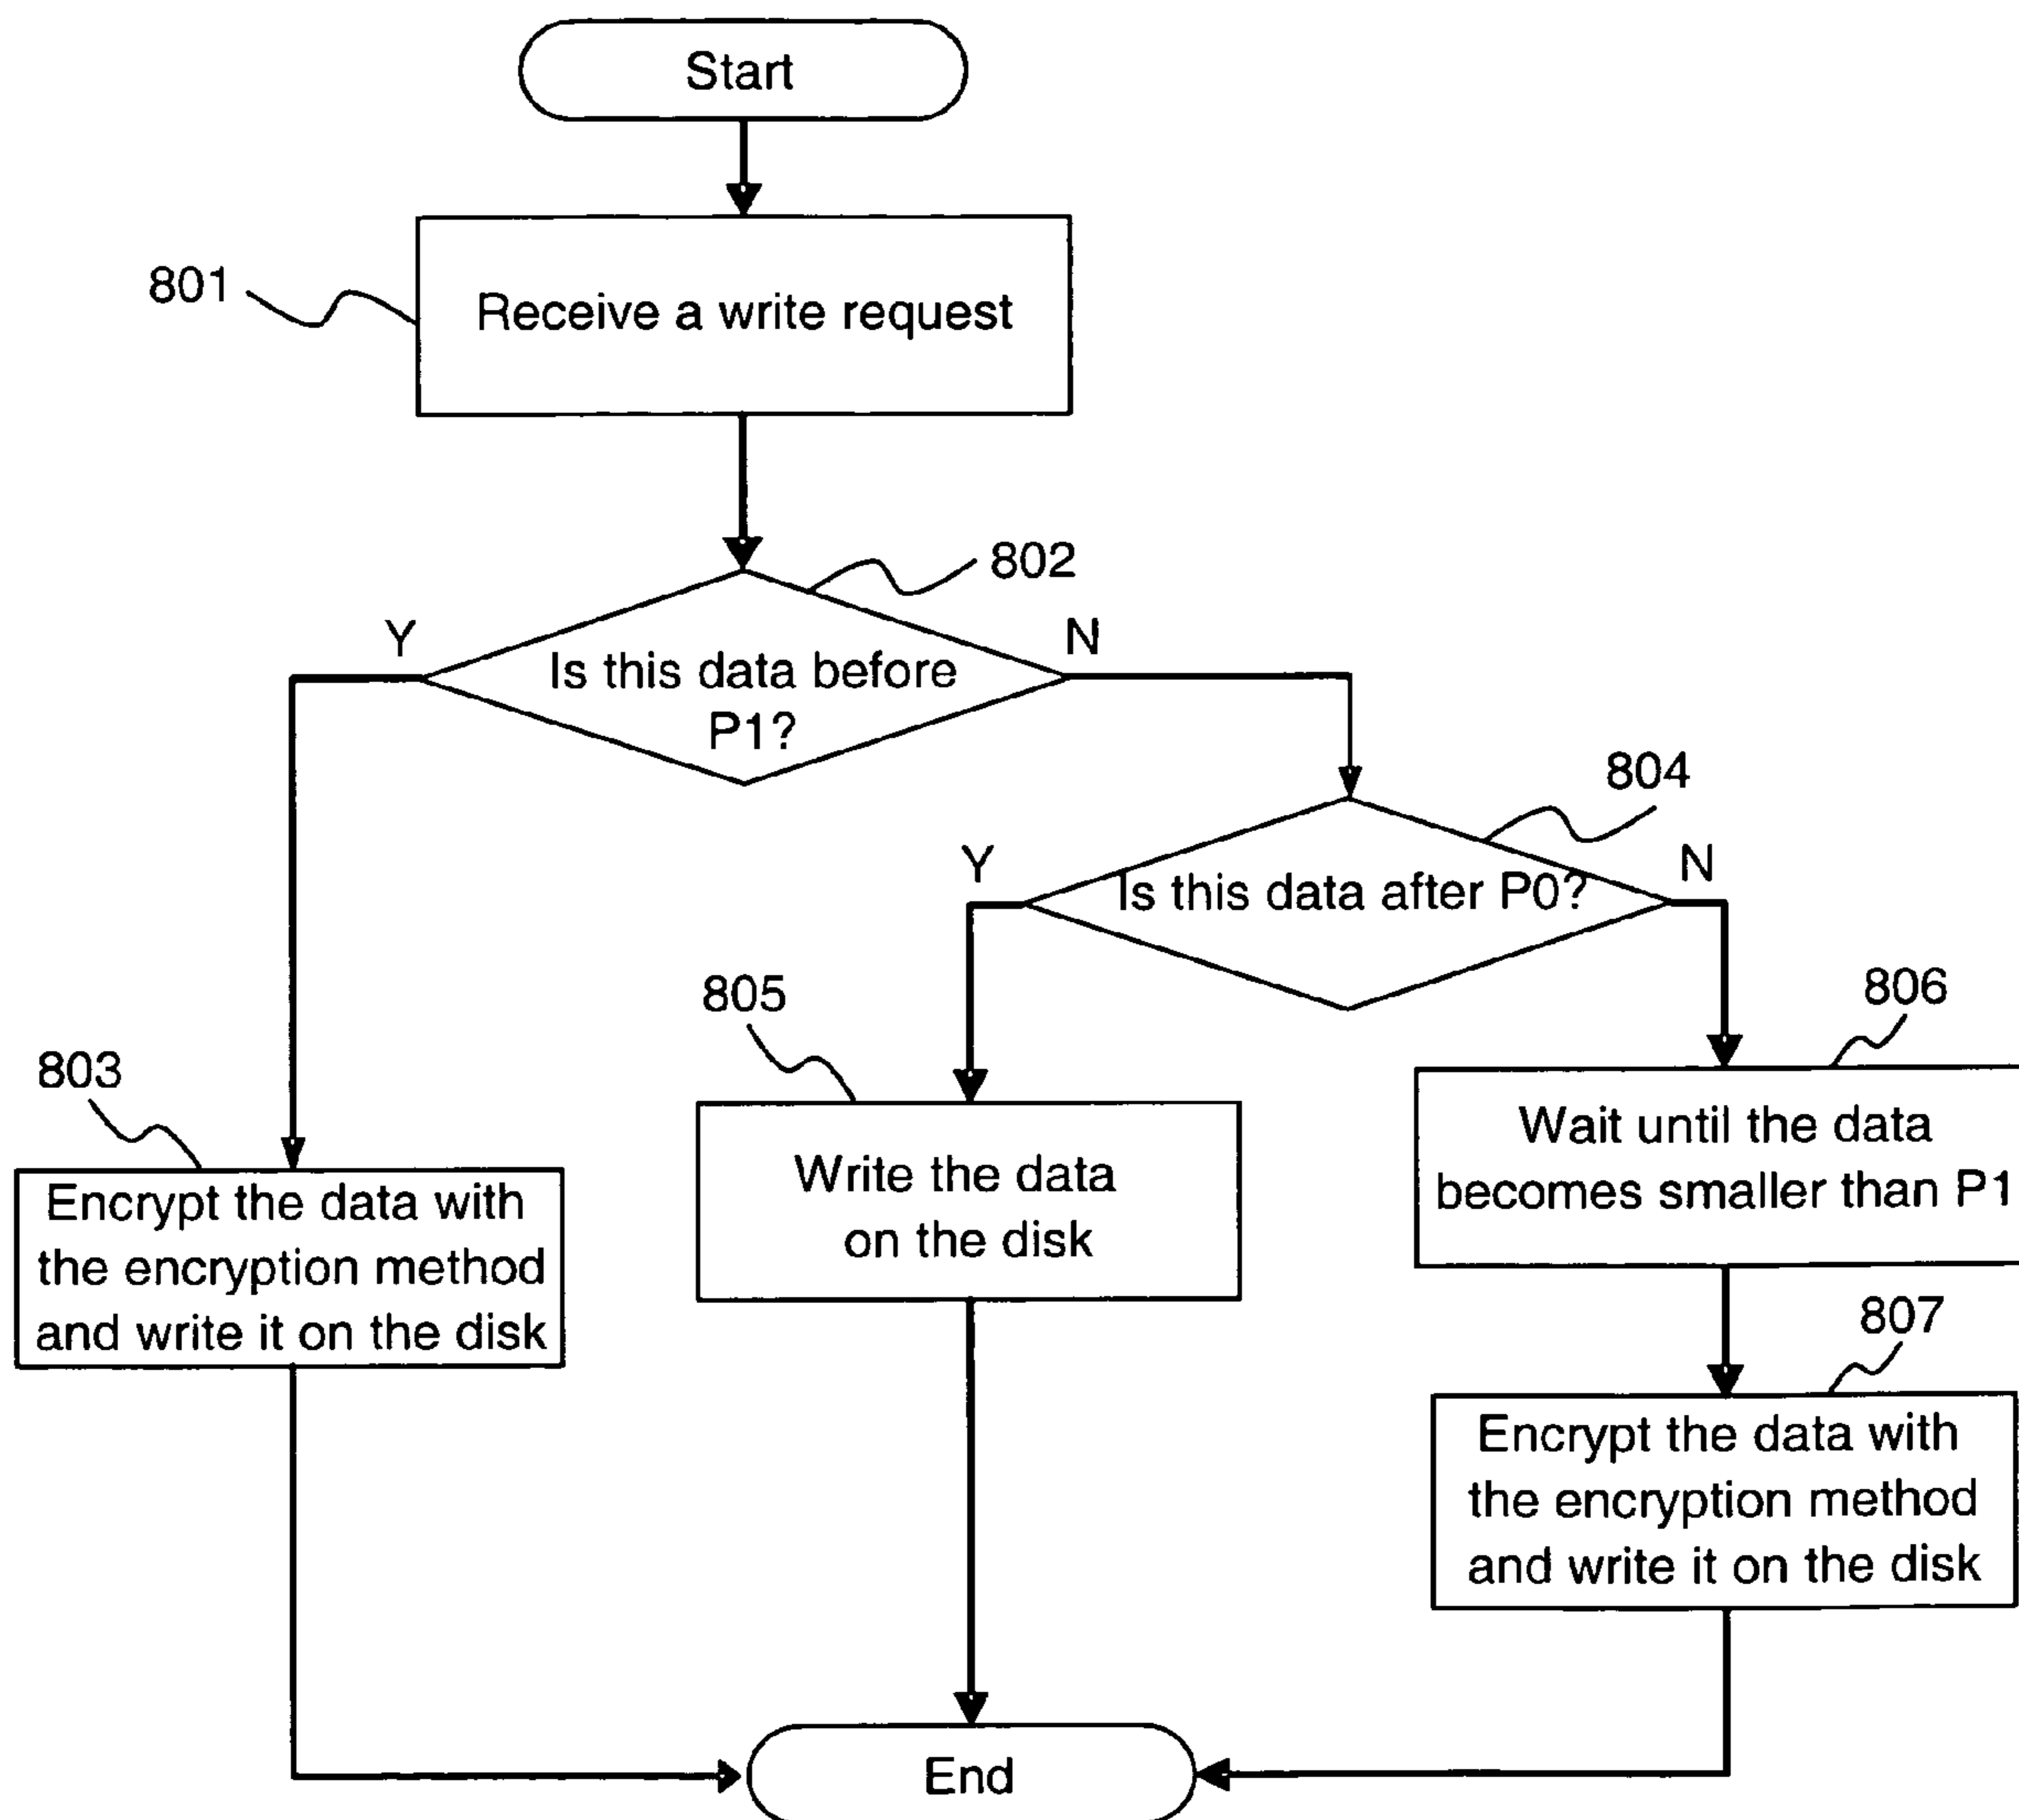 Start
801
Receive a write request
802
Y
N
Is this data before
P1?
804
Y
N
Is this data after P0?
805
806
803
Wait until the data
becomes smaller than P1
Write the data
on the disk
Encrypt the data with
the encryption method
and write it on the disk
807
Encrypt the data with
the encryption method
and write it on the disk
End